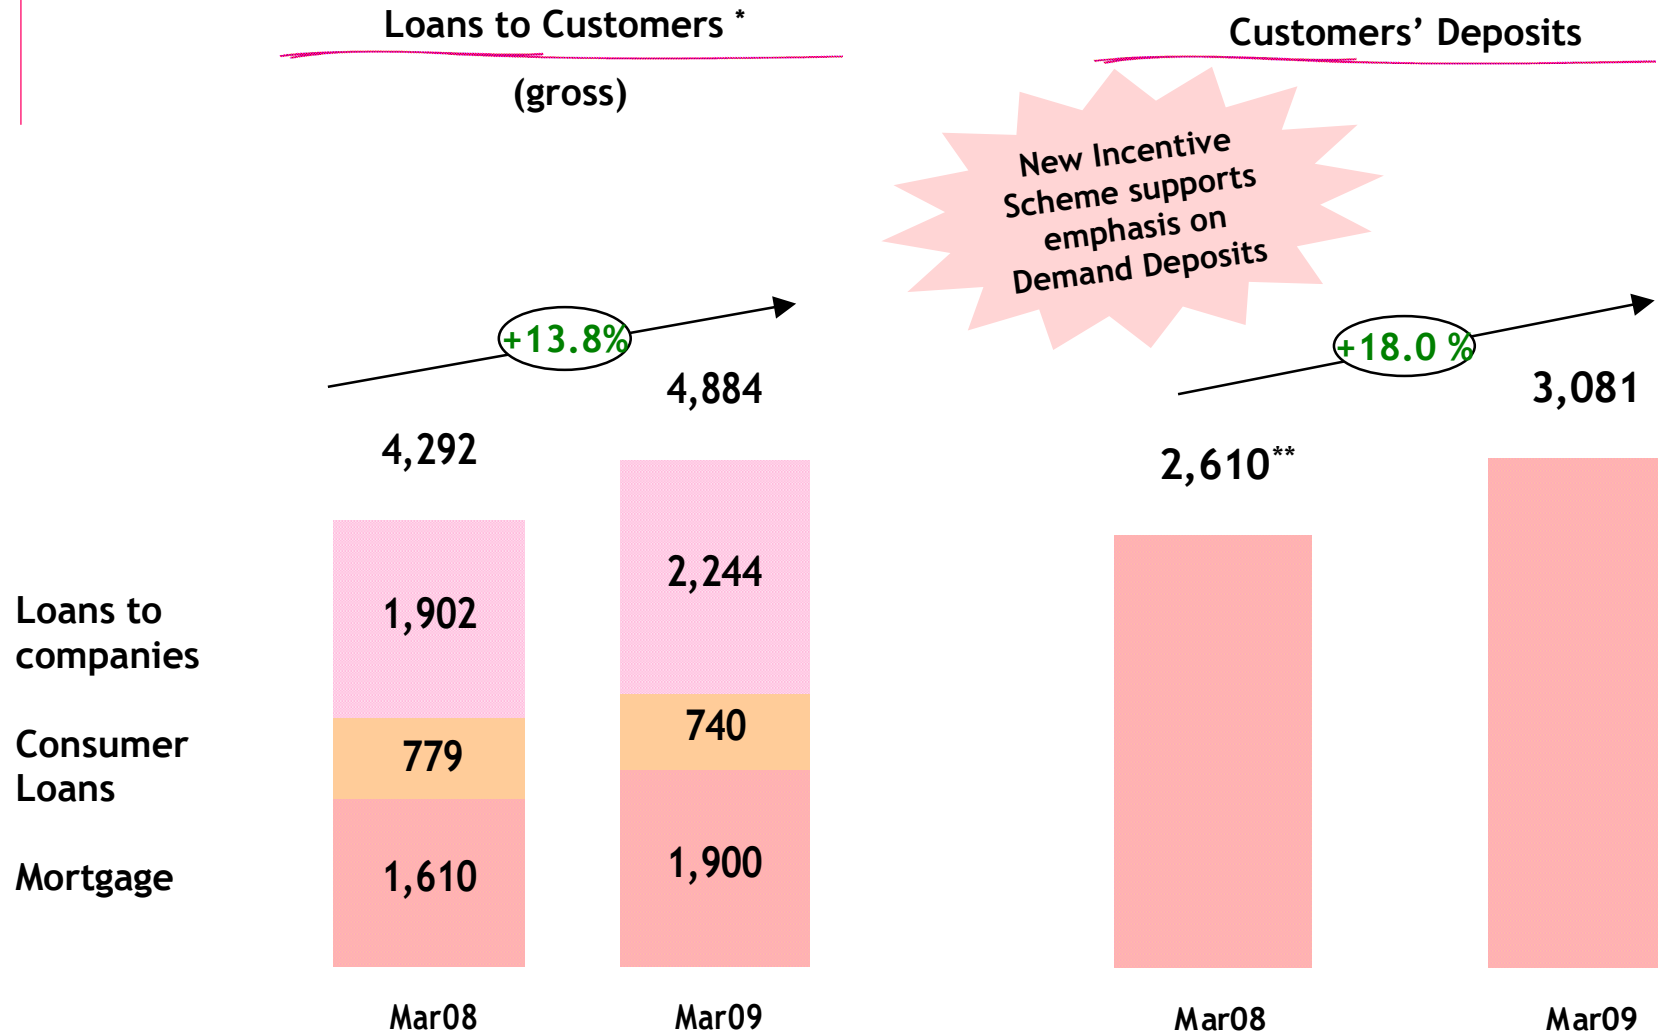 Loans to Customers *
(gross)
+13.8%
4,292
4,884
1,902
2,244
779
740
1,610
1,900
Loans to
companies
Consumer
Loans
Mortgage
Mar08
Mar09
Customers’ Deposits
New Incentive
Scheme supports
emphasis on
Demand Deposits
+18.0 %
2,610**
3,081
Mar08
Mar09